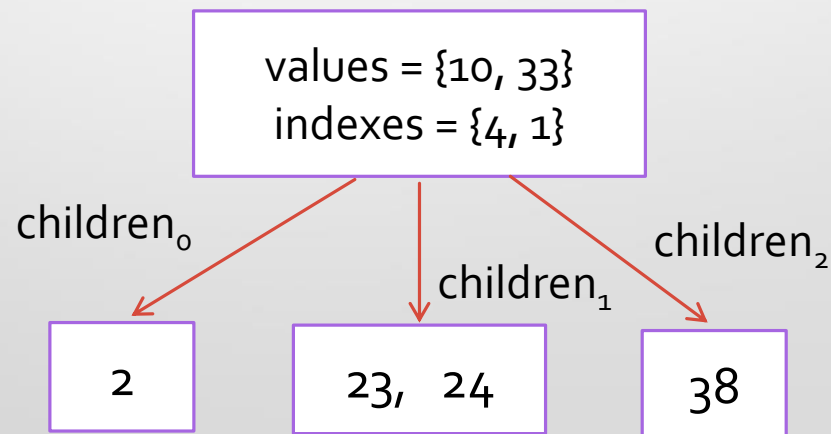 values = {10, 33}
indexes = {4, 1}
children₀
children₁
children₂
2
23, 24
38